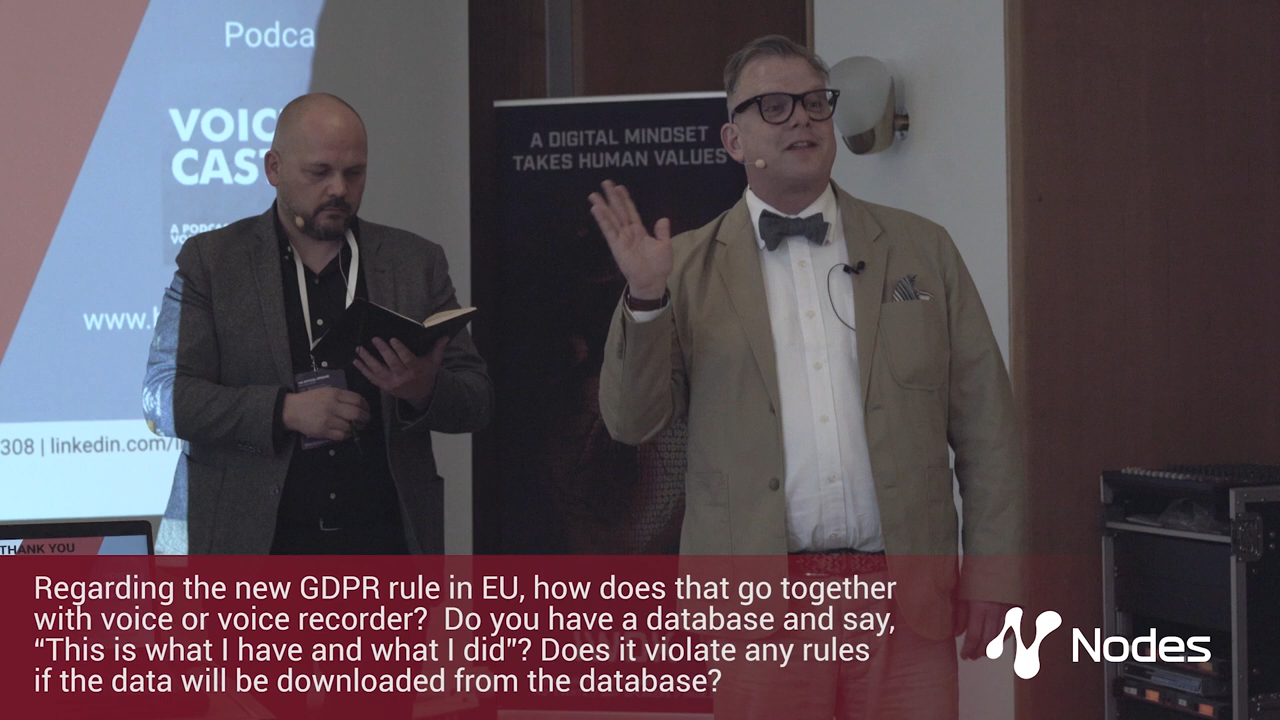 Podca
VOIC
CAST
A PODCA
www.
308 | linkedin.com/
THANK YOU
A DIGITAL MINDSET
TAKES HUMAN VALUES
Regarding the new GDPR rule in EU, how does that go together
with voice or voice recorder? Do you have a database and say,
“This is what I have and what I did”? Does it violate any rules
if the data will be downloaded from the database?
Nodes